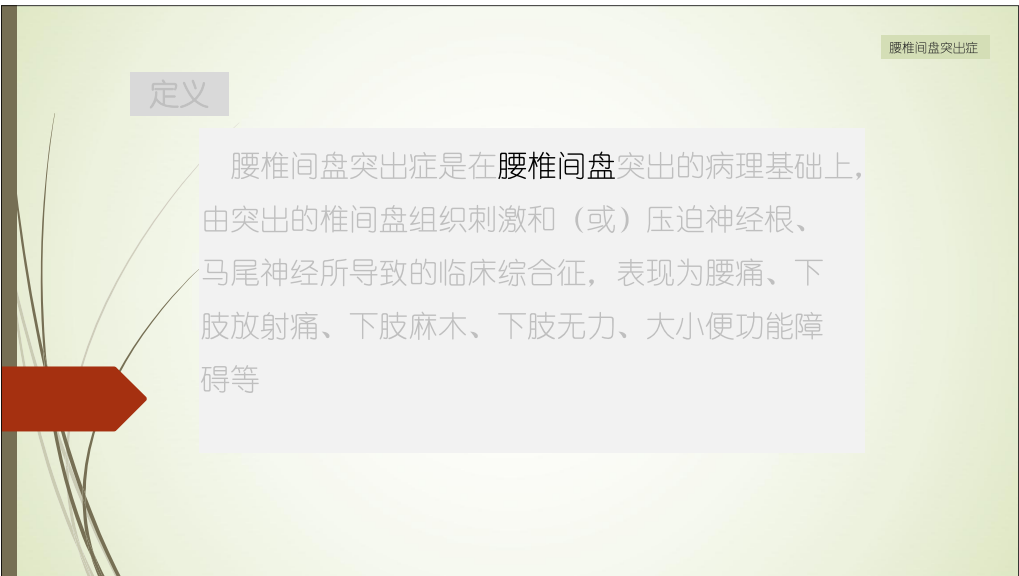 腰椎间盘突出症
定义
腰椎间盘突出症是在腰椎间盘突出的病理基础上，
由突出的椎间盘组织刺激和（或）压迫神经根、
马尾神经所导致的临床综合征，表现为腰痛、下
肢放射痛、下肢麻木、下肢无力、大小便功能障
碍等